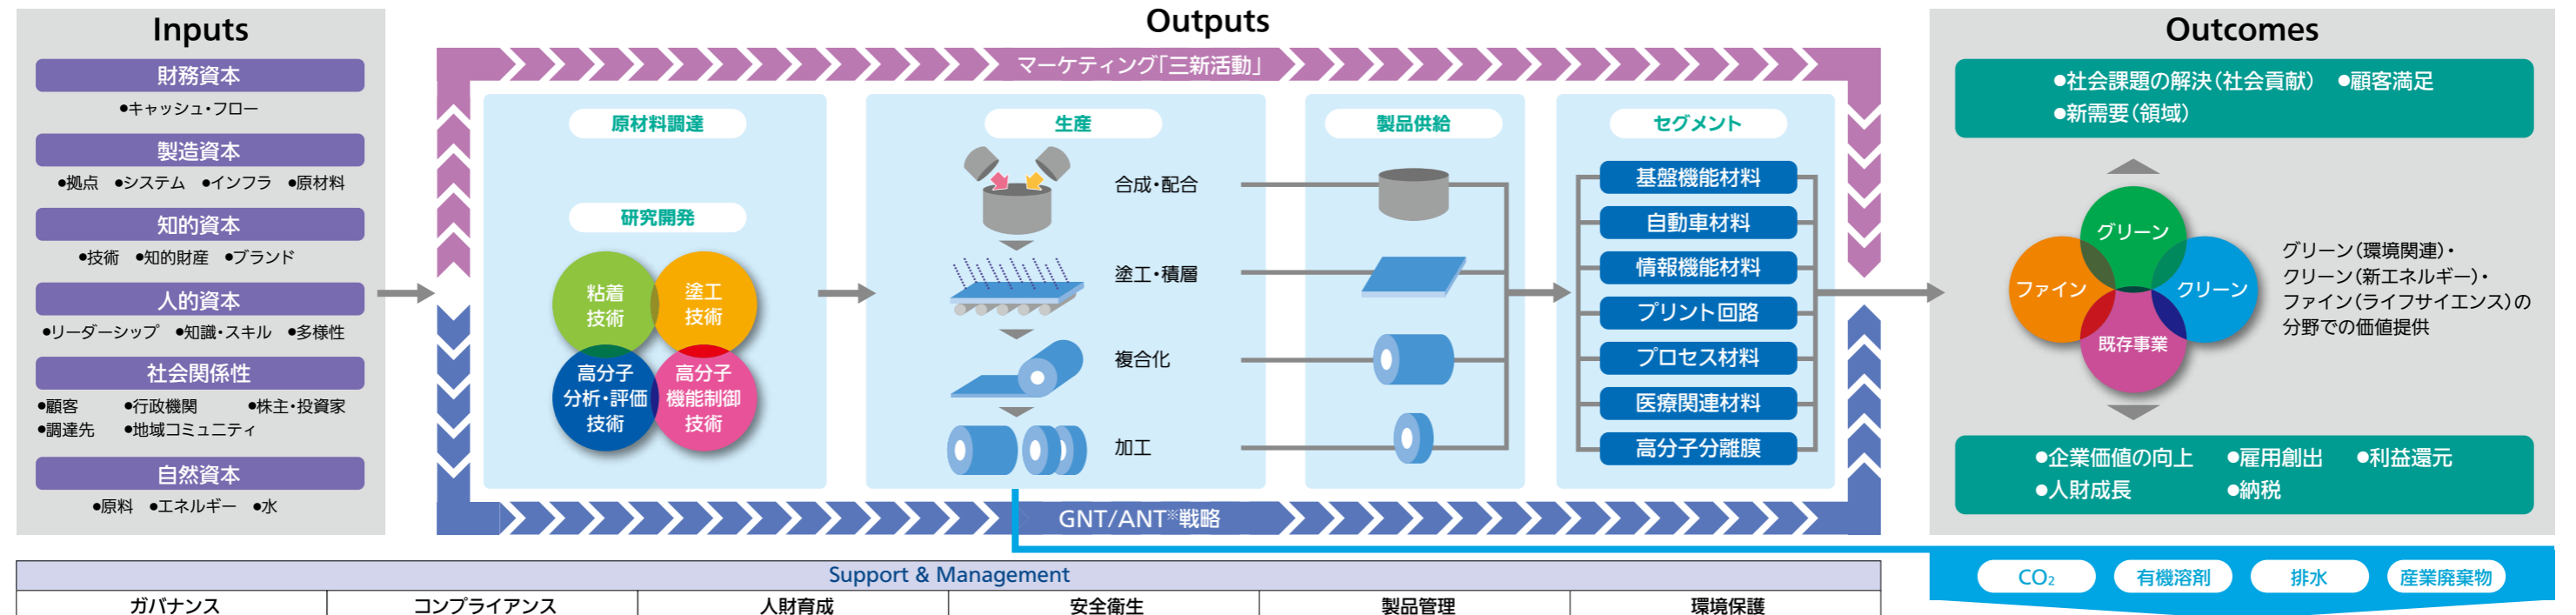 Inputs
財務資本
●キャッシュ・フロー
製造資本
●拠点 ●システム ●インフラ ●原材料
知的資本
●技術 ●知的財産 ●ブランド
人的資本
●リーダーシップ ●知識・スキル ●多様性
社会関係性
●顧客 ●行政機関 ●株主・投資家
●調達先 ●地域コミュニティ
自然資本
●原料 ●エネルギー ●水
Outputs
マーケティング「三新活動」
原材料調達
研究開発
粘着
技術
塗工
技術
高分子
分析・評価
技術
高分子
機能制御
技術
生産
合成・配合
塗工・積層
複合化
加工
製品供給
セグメント
基盤機能材料
自動車材料
情報機能材料
プリント回路
プロセス材料
医療関連材料
高分子分離膜
GNT/ANT※戦略
Outcomes
●社会課題の解決(社会貢献) ●顧客満足
●新需要(領域)
グリーン
ファイン
クリーン
既存事業
グリーン(環境関連)・
クリーン(新エネルギー)・
ファイン(ライフサイエンス)の
分野での価値提供
●企業価値の向上 ●雇用創出 ●利益還元
●人財成長 ●納税
CO₂ 有機溶剤 排水 産業廃棄物
Support & Management
ガバナンス コンプライアンス 人財育成 安全衛生 製品管理 環境保護